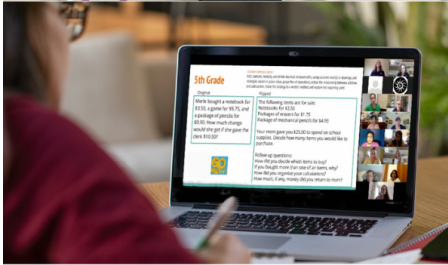 5th Grade
Original
Flipped
Merle bought a notebook for
$3.50, a game for $5.75, and
a package of pencils for
$0.90. How much change
would she get if she gave the
clerk $10.00?
The following items are for sale:
Notebooks for $3.50
Packages of erasers for $1.75
Package of mechanical pencils for $4.95
Your mom gave you $25.00 to spend on school
supplies. Decide how many items you would like to
purchase.
Follow-up questions:
How did you decide which items to buy?
If you bought more than one of an item, why?
How did you organize your calculations?
How much, if any, money did you return to mom?